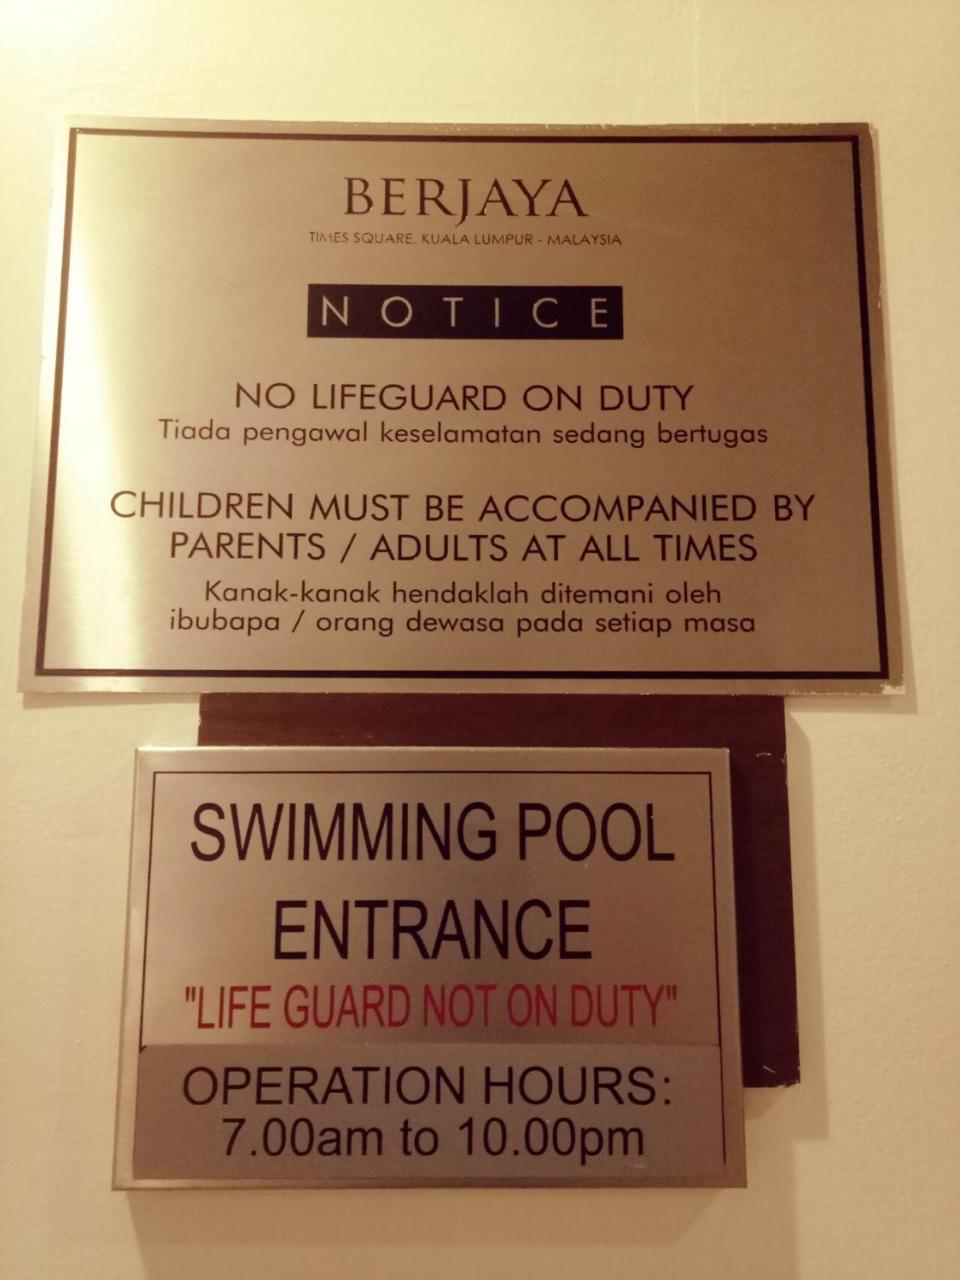 BERJAYA
TIMES SQUARE, KUALA LUMPUR - MALAYSIA
NOTICE
NO LIFEGUARD ON DUTY
Tiada pengawal keselamatan sedang bertugas
CHILDREN MUST BE ACCOMPANIED BY
PARENTS / ADULTS AT ALL TIMES
Kanak-kanak hendaklah ditemani oleh
ibubapa / orang dewasa pada setiap masa
SWIMMING POOL
ENTRANCE
"LIFE GUARD NOT ON DUTY"
OPERATION HOURS:
7.00am to 10.00pm